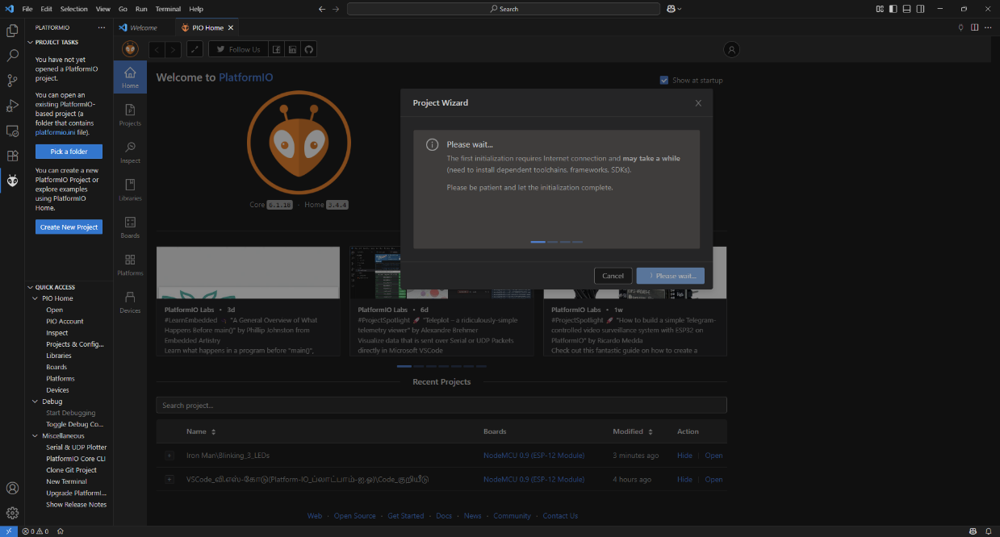 File Edit Selection View Go Run Terminal Help
Search
PLATFORMIO
Welcome
PIO Home
PROJECT TASKS
You have not yet
opened a PlatformIO
project.
You can open an
existing PlatformIO-
based project (a
folder that contains
platformio.ini file).
Pick a folder
You can create a new
PlatformIO Project or
explore examples
using PlatformIO
Home.
Create New Project
QUICK ACCESS
PIO Home
Open
PIO Account
Inspect
Projects & Config...
Libraries
Boards
Platforms
Devices
Debug
Start Debugging
Toggle Debug Co...
Miscellaneous
Serial & UDP Plotter
PlatformIO Core CLI
Clone Git Project
New Terminal
Upgrade PlatformI...
Show Release Notes
Follow Us
Home
Projects
Inspect
Libraries
Boards
Platforms
Devices
Welcome to PlatformIO
Show at startup
Core 6.1.18 · Home 3.4.4
Project Wizard
Please wait...
The first initialization requires Internet connection and may take a while
(need to install dependent toolchains, frameworks, SDKs).
Please be patient and let the initialization complete.
Cancel
Please wait...
PlatformIO Labs • 3d
#LearnEmbedded "A General Overview of What
Happens Before main()" by Phillip Johnston from
Embedded Artistry
Learn what happens in a program before "main()",
PlatformIO Labs • 6d
#ProjectSpotlight 🚀 "Teleplot – a ridiculously-simple
telemetry viewer" by Alexandre Brehmer
Visualize data that is sent over Serial or UDP Packets
directly in Microsoft VSCode
PlatformIO Labs • 1w
#ProjectSpotlight 🚀 "How to build a simple Telegram-
controlled video surveillance system with ESP32 on
PlatformIO" by Ricardo Medda
Check out this fantastic guide on how to create a
Recent Projects
Search project...
Name Boards Modified Action
Iron Man\Blinking_3_LEDs NodeMCU 0.9 (ESP-12 Module) 3 minutes ago Hide Open
VSCode_வி.எஸ்-கோடு(Platform-IO_ப்லாட்பாம்-ஐ.ஓ)\Code_குறியீடு NodeMCU 0.9 (ESP-12 Module) 4 hours ago Hide Open
Web · Open Source · Get Started · Docs · News · Community · Contact Us
0 0